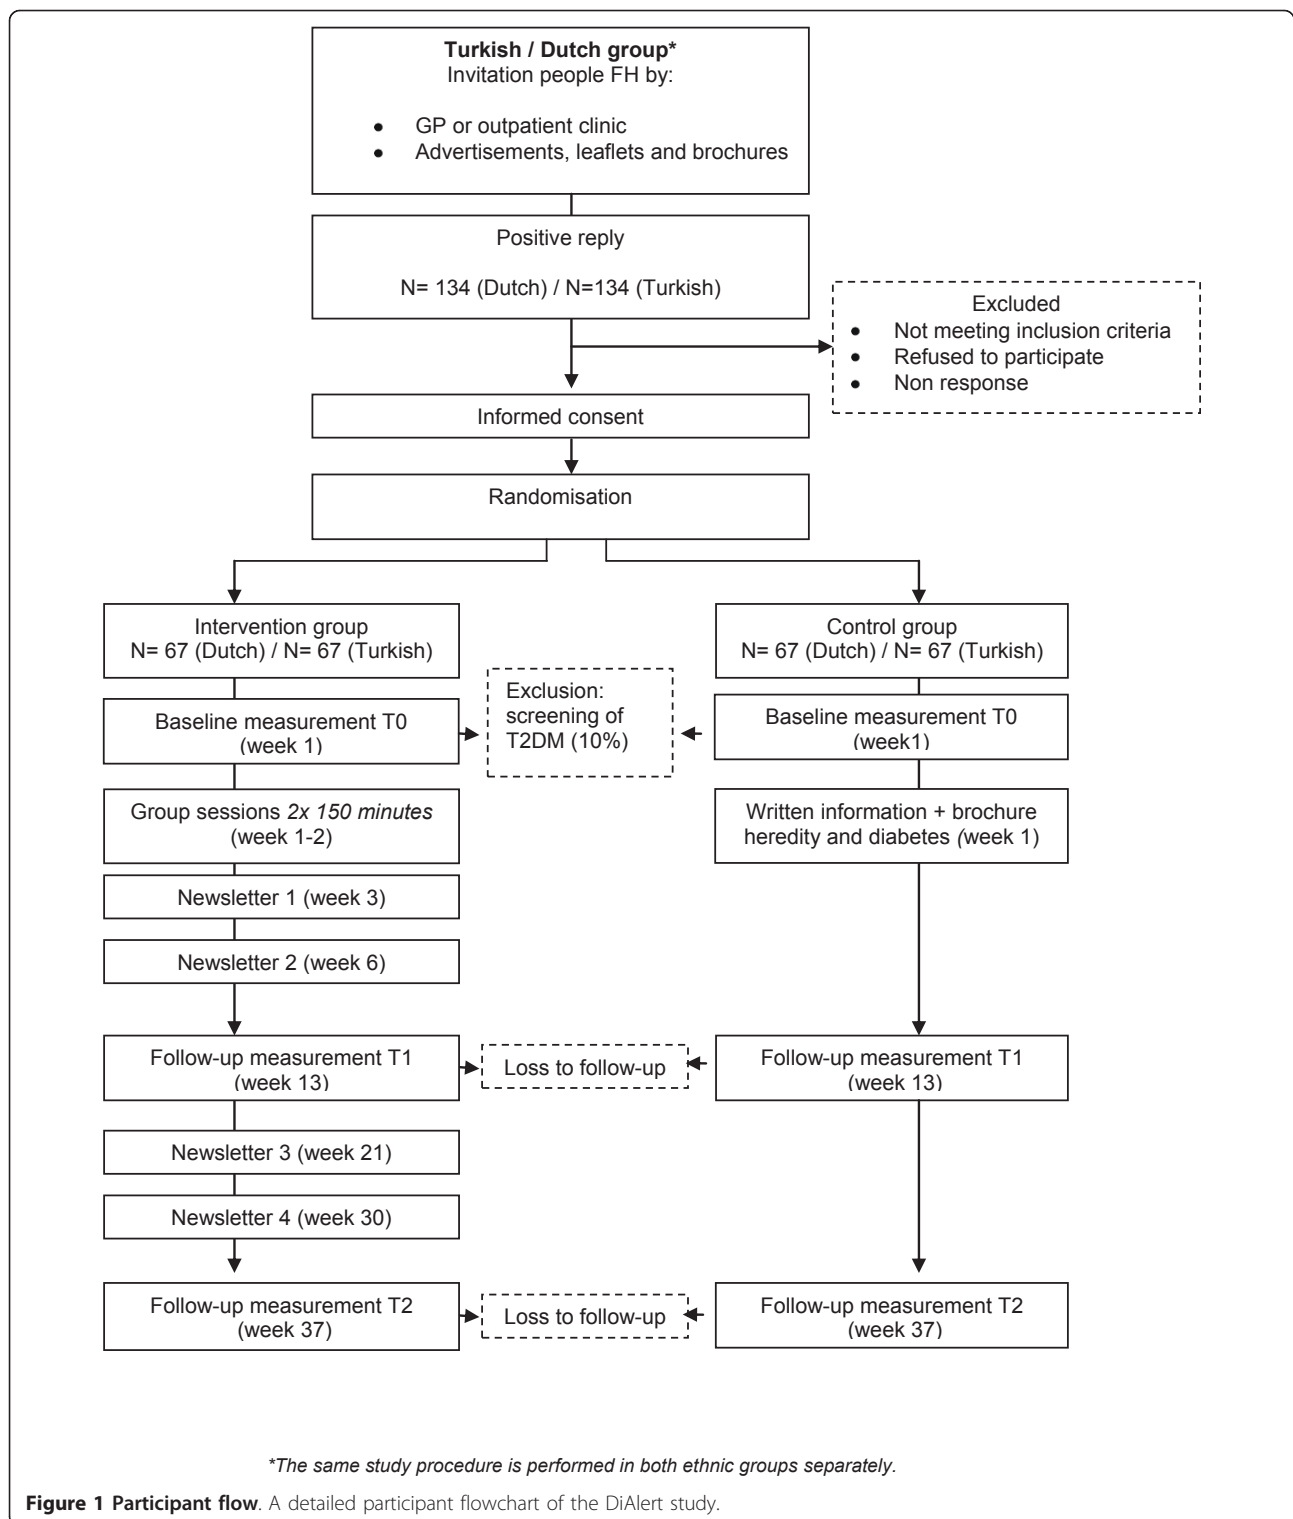 Turkish / Dutch group*
Invitation people FH by:
• GP or outpatient clinic
• Advertisements, leaflets and brochures
Positive reply
N= 134 (Dutch) / N=134 (Turkish)
Excluded
• Not meeting inclusion criteria
• Refused to participate
• Non response
Informed consent
Randomisation
Intervention group
N= 67 (Dutch) / N= 67 (Turkish)
Control group
N= 67 (Dutch) / N= 67 (Turkish)
Baseline measurement T0
(week 1)
Exclusion:
screening of
T2DM (10%)
Baseline measurement T0
(week1)
Group sessions 2x 150 minutes
(week 1-2)
Written information + brochure
heredity and diabetes (week 1)
Newsletter 1 (week 3)
Newsletter 2 (week 6)
Follow-up measurement T1
(week 13)
Loss to follow-up
Follow-up measurement T1
(week 13)
Newsletter 3 (week 21)
Newsletter 4 (week 30)
Follow-up measurement T2
(week 37)
Loss to follow-up
Follow-up measurement T2
(week 37)
*The same study procedure is performed in both ethnic groups separately.
Figure 1 Participant flow. A detailed participant flowchart of the DiAlert study.